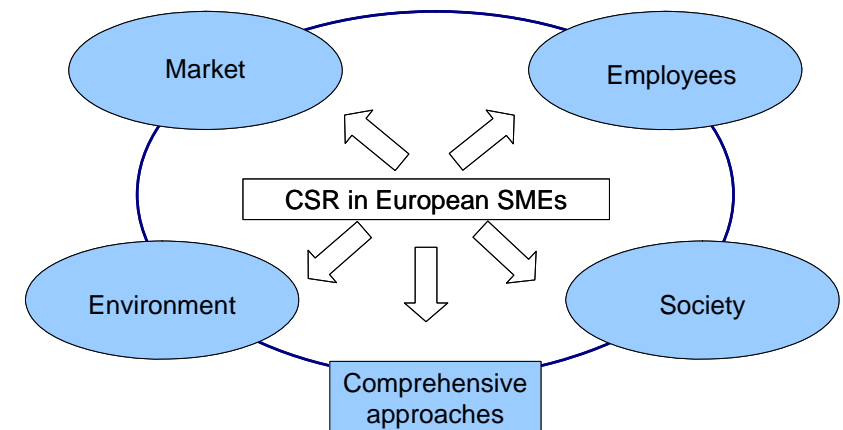 Market
Employees
CSR in European SMEs
Environment
Society
Comprehensive
approaches